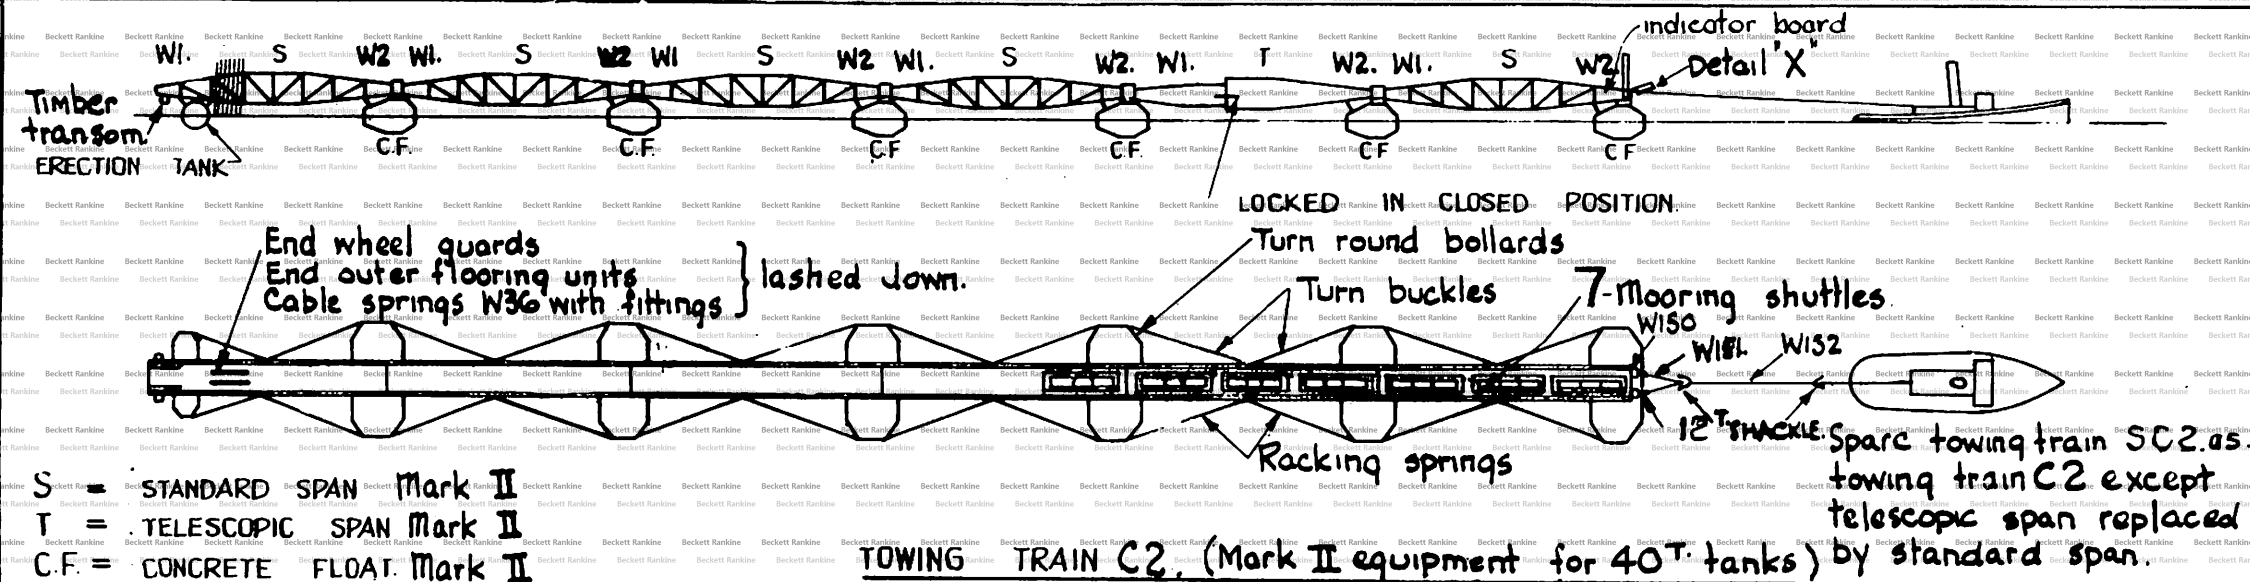 indicator board
W1. S W2 W1. S W2 W1 S W2 W1. S W2. W1. T W2. W1. S W2
Detail "X"
Timber
transom.
ERECTION TANK
C.F. C.F. C.F C.F C F C F
LOCKED IN CLOSED POSITION.
End wheel guards
End outer flooring units
Cable springs W36 with fittings
lashed down.
Turn round bollards
Turn buckles
7-Mooring shuttles.
W150
W151
W152
12T SHACKLE.
Racking springs
Spare towing train SC2. as.
towing train C2 except
telescopic span replaced
by standard span.
S = STANDARD SPAN Mark II
T = TELESCOPIC SPAN Mark II
C.F. = CONCRETE FLOAT. Mark II
TOWING TRAIN C2. (Mark II equipment for 40T. tanks)
Beckett Rankine